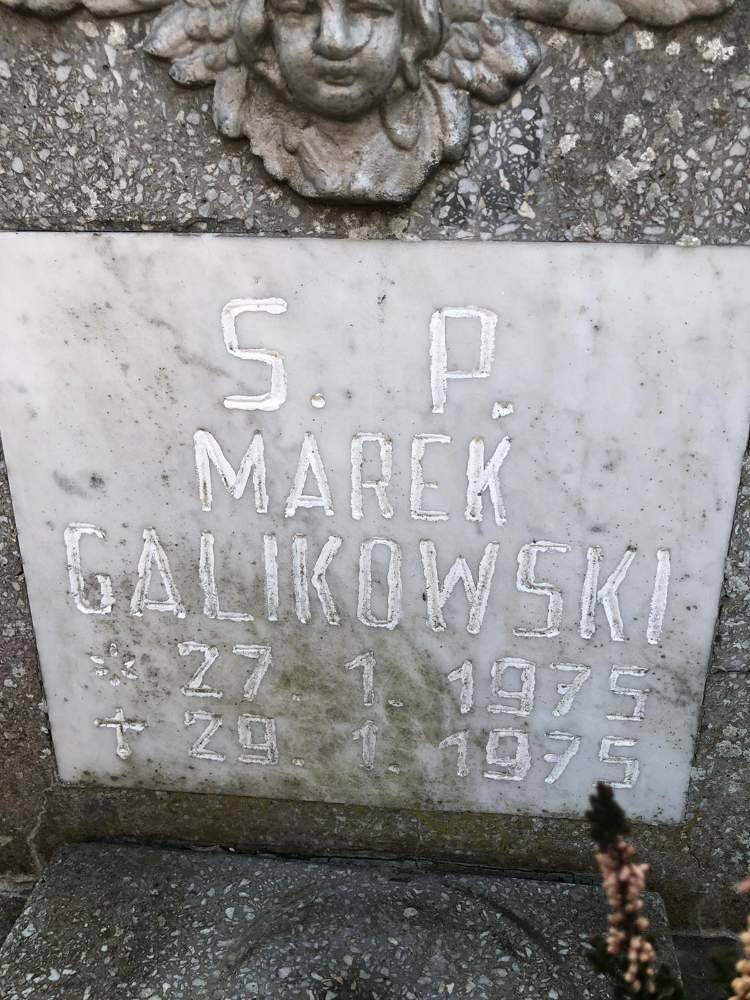 S. P.
MAREK
GALIKOWSKI
* 27. 1. 1975
† 29. 1. 1975